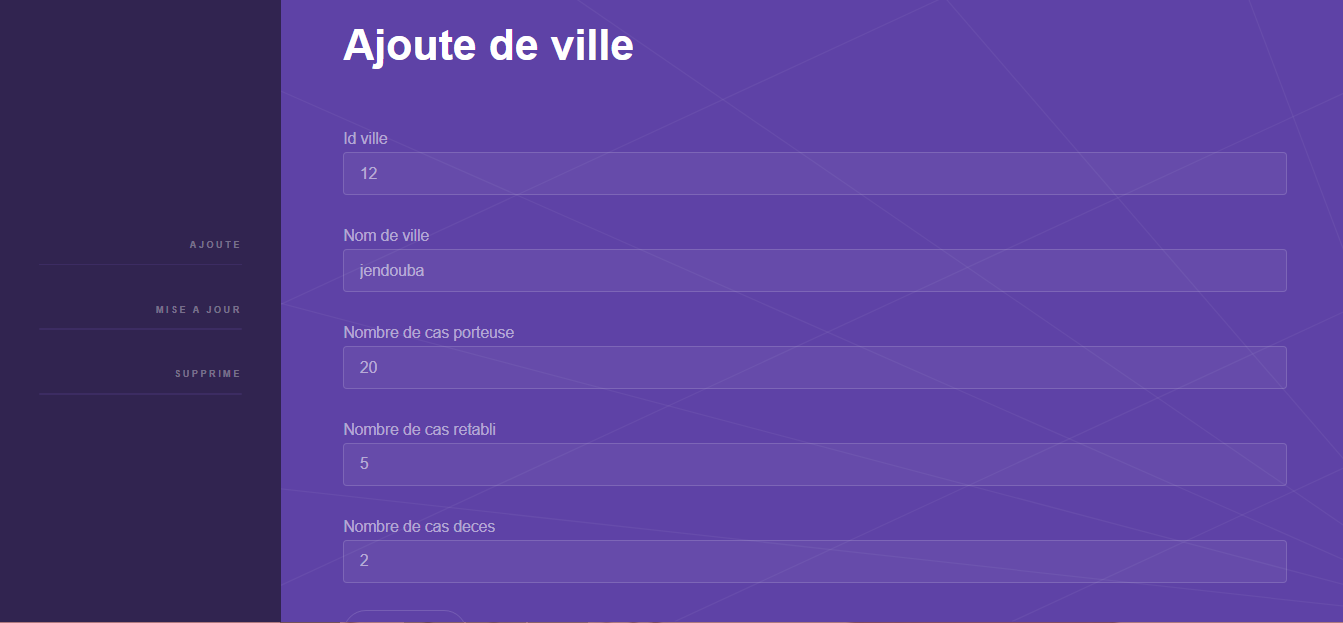 Ajoute de ville
AJOUTE
MISE A JOUR
SUPPRIME
Id ville
12
Nom de ville
jendouba
Nombre de cas porteuse
20
Nombre de cas retabli
5
Nombre de cas deces
2